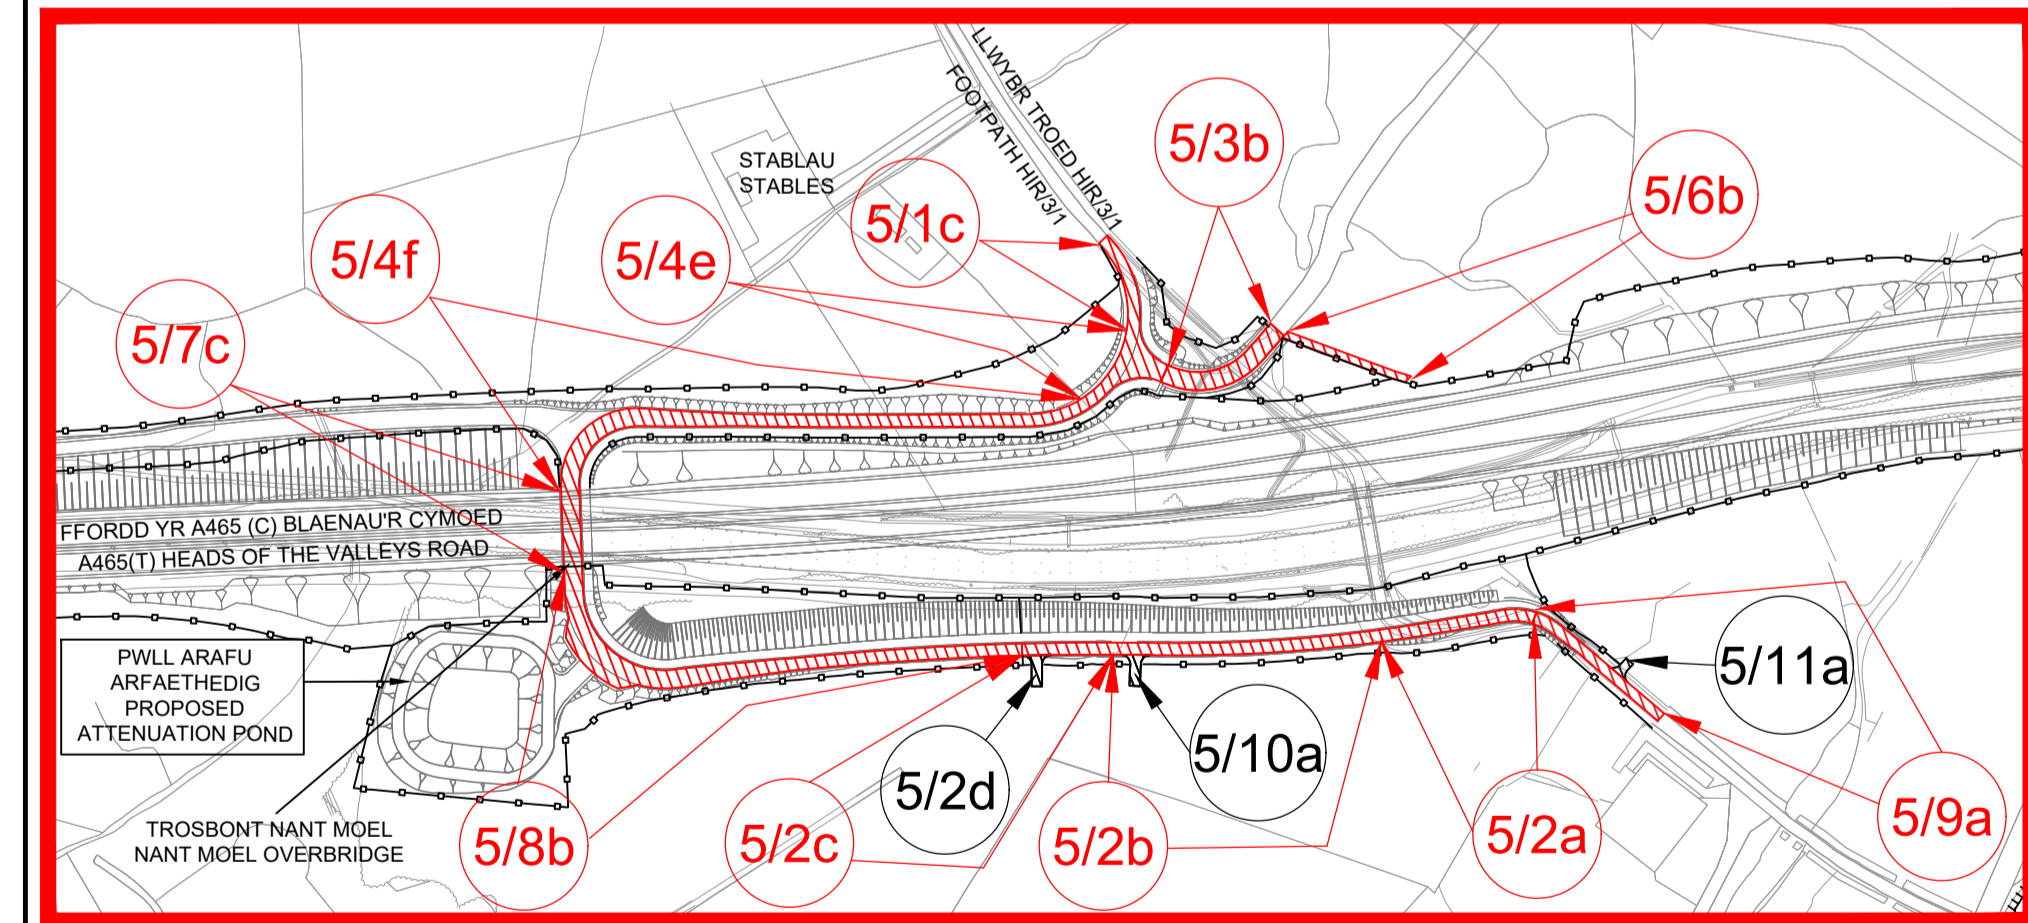 LLWYBR TROED HIR/3/1
FOOTPATH HIR/3/1
5/3b
STABLAU
STABLES
5/6b
5/1c
5/4f
5/4e
5/7c
FFORDD YR A465 (C) BLAENAU'R CYMOED
A465(T) HEADS OF THE VALLEYS ROAD
PWLL ARAFU
ARFAETHEDIG
PROPOSED
ATTENUATION POND
5/11a
5/10a
5/2d
TROSBONT NANT MOEL
NANT MOEL OVERBRIDGE
5/8b
5/2c
5/2b
5/2a
5/9a